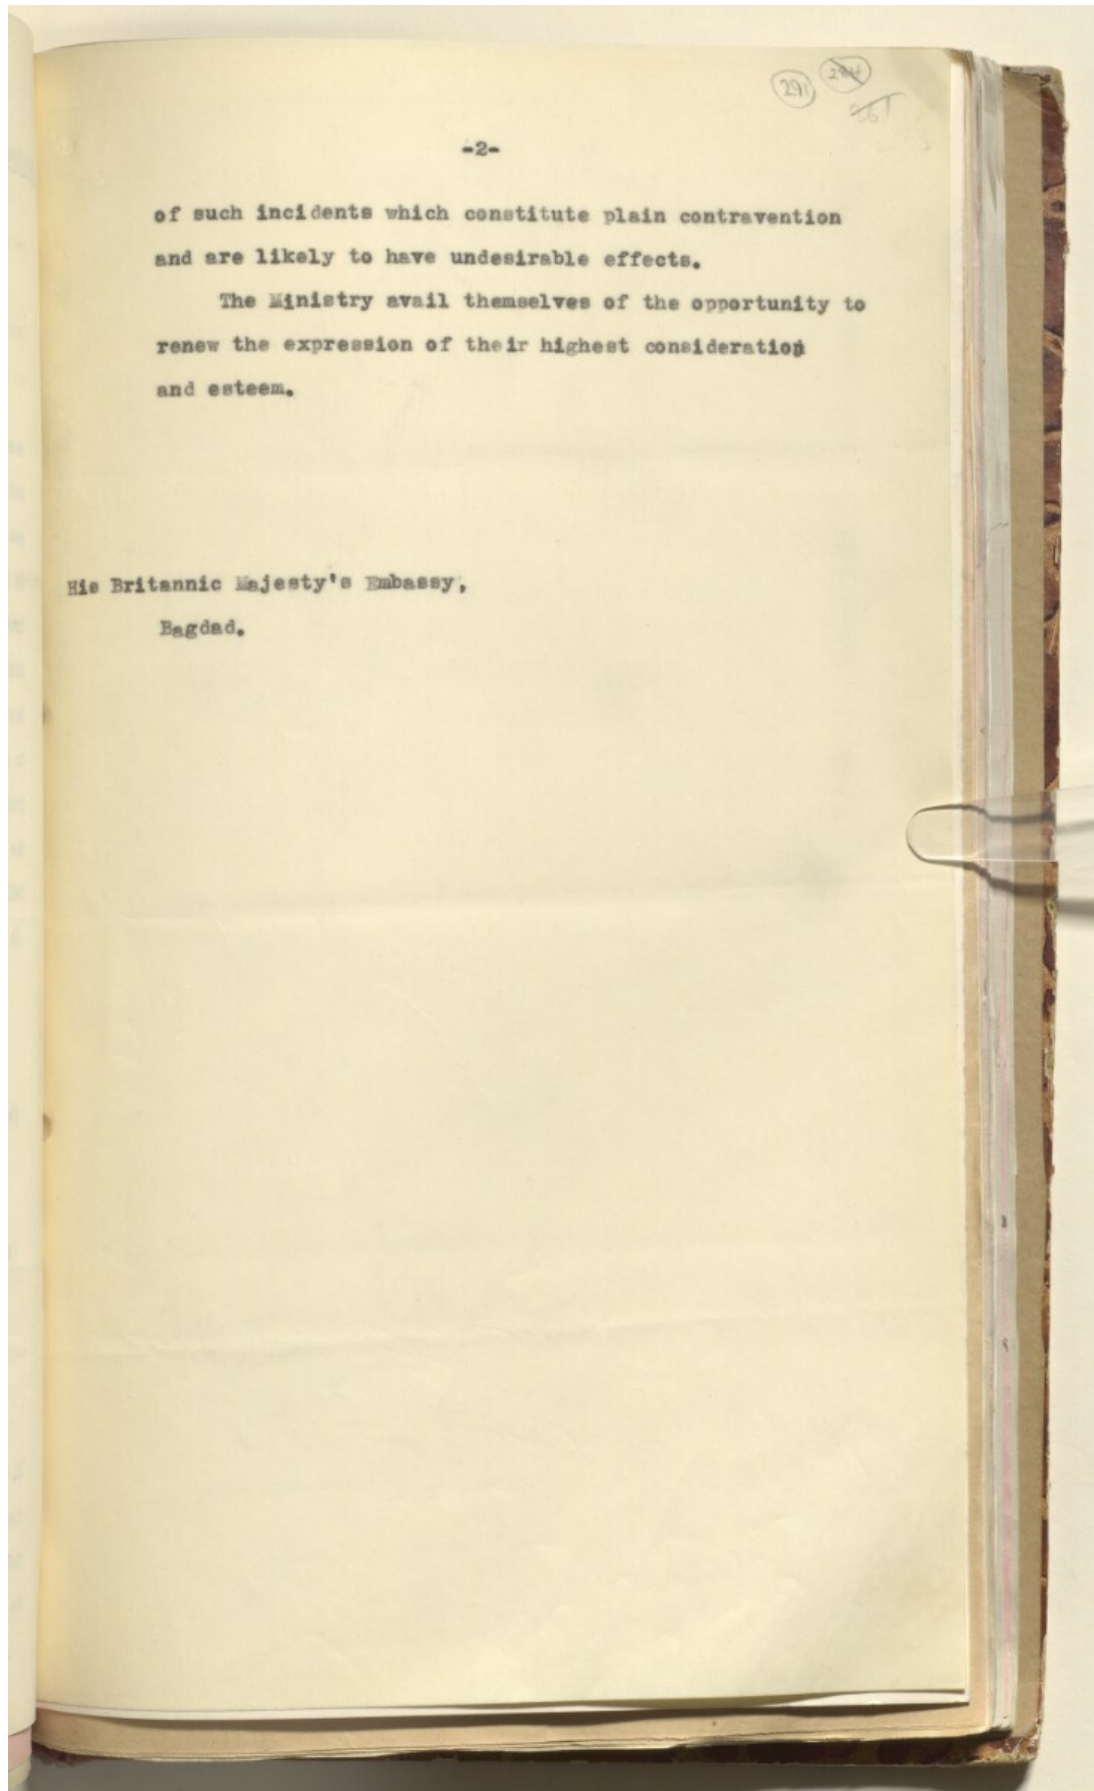 291
-2-
of such incidents which constitute plain contravention
and are likely to have undesirable effects.
The Ministry avail themselves of the opportunity to
renew the expression of their highest consideration
and esteem.
His Britannic Majesty's Embassy,
Bagdad.